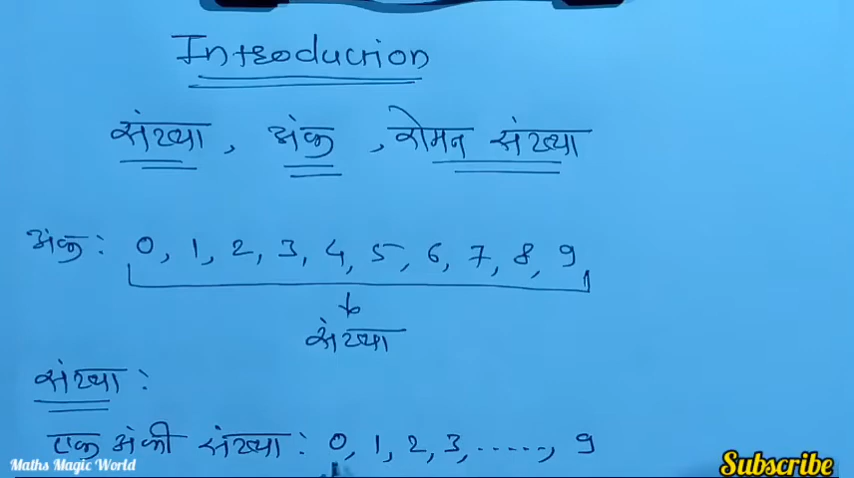 Introduction
संख्या, अंक, रोमन संख्या
अंक: 0, 1, 2, 3, 4, 5, 6, 7, 8, 9
संख्या
संख्या:
एक अंकी संख्या: 0, 1, 2, 3, ....., 9
Maths Magic World
Subscribe